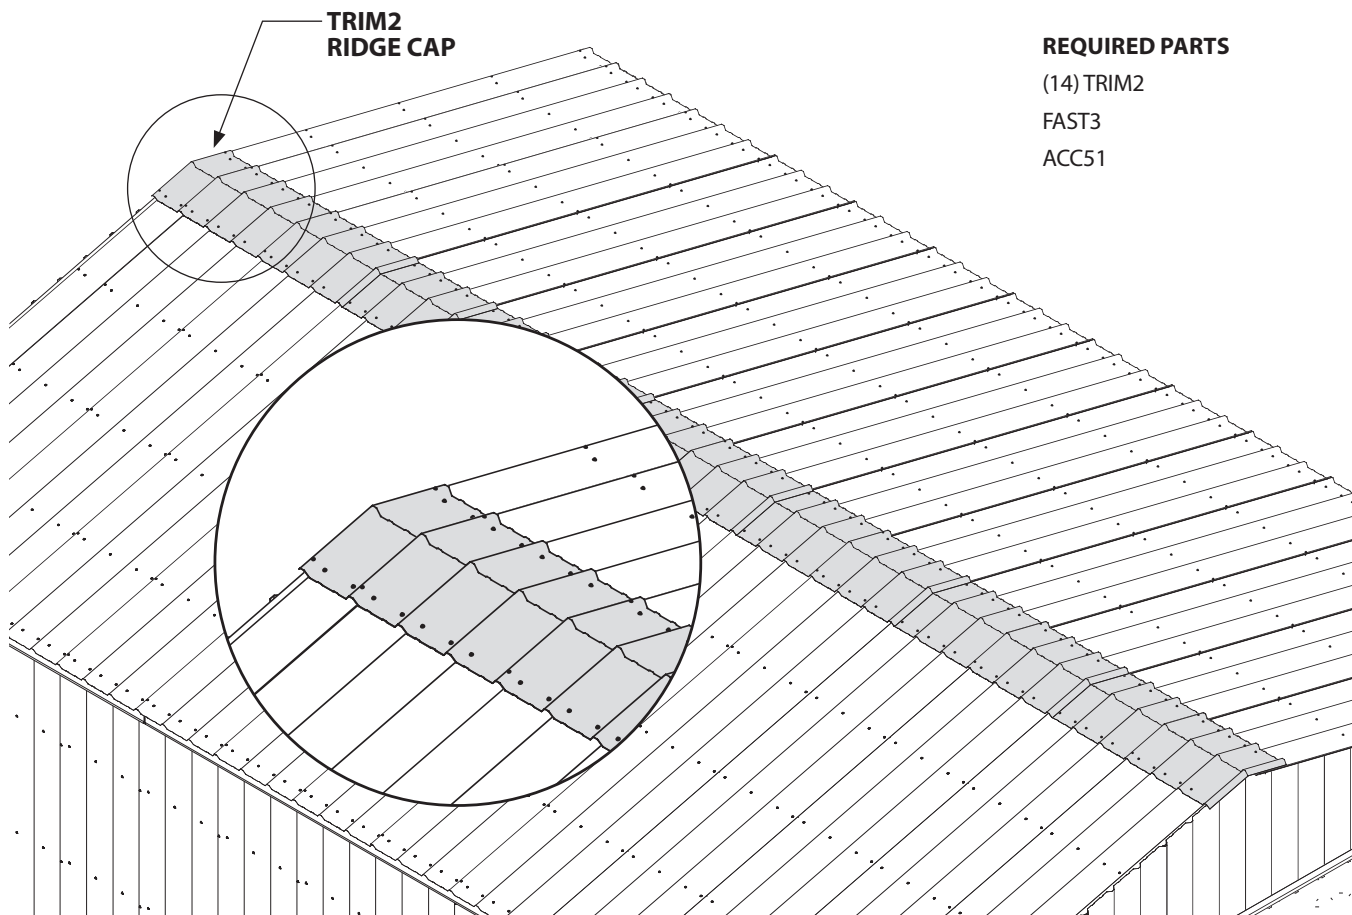 TRIM2
RIDGE CAP
REQUIRED PARTS
(14) TRIM2
FAST3
ACC51